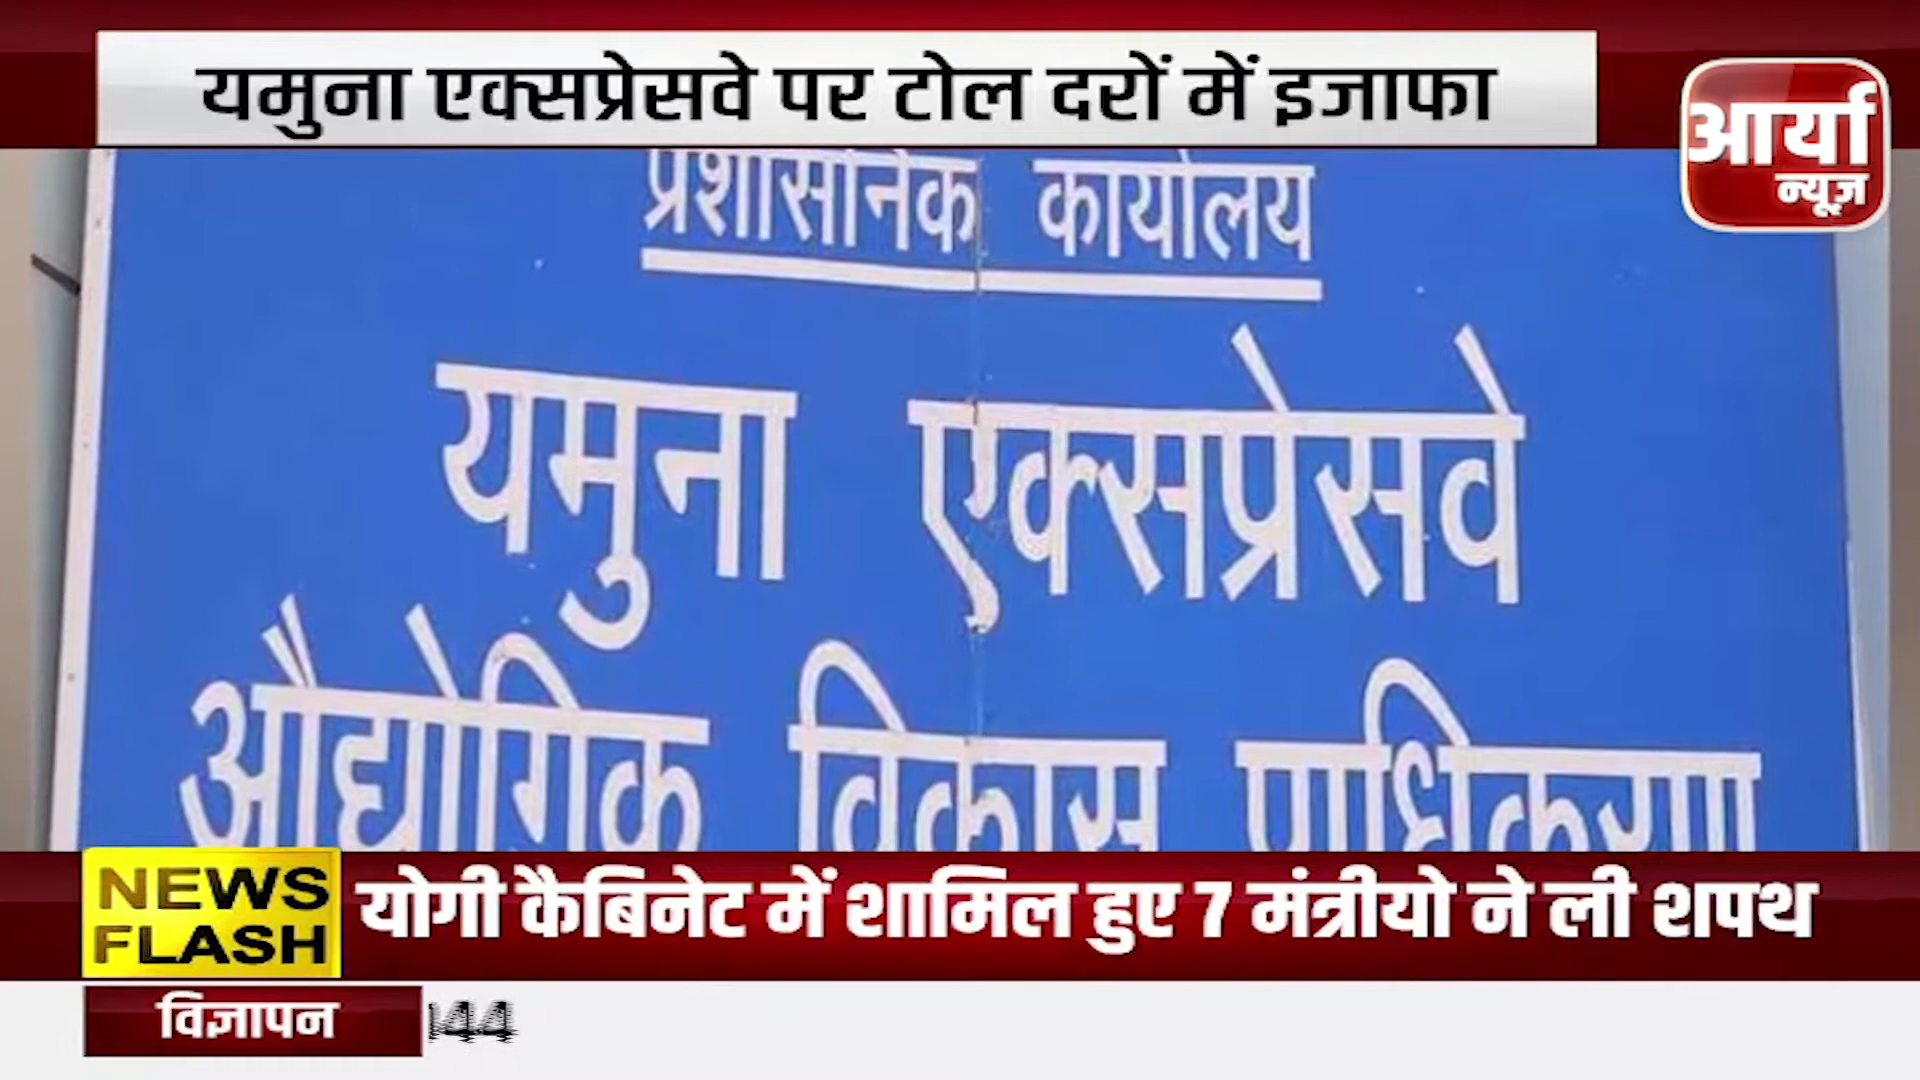 यमुना एक्सप्रेसवे पर टोल दरों में इजाफा
आर्या
न्यूज़
प्रशासनिक कार्यालय
यमुना एक्सप्रेसवे
औद्योगिक विकास प्राधिकरण
NEWS
FLASH
योगी कैबिनेट में शामिल हुए 7 मंत्रीयो ने ली शपथ
विज्ञापन